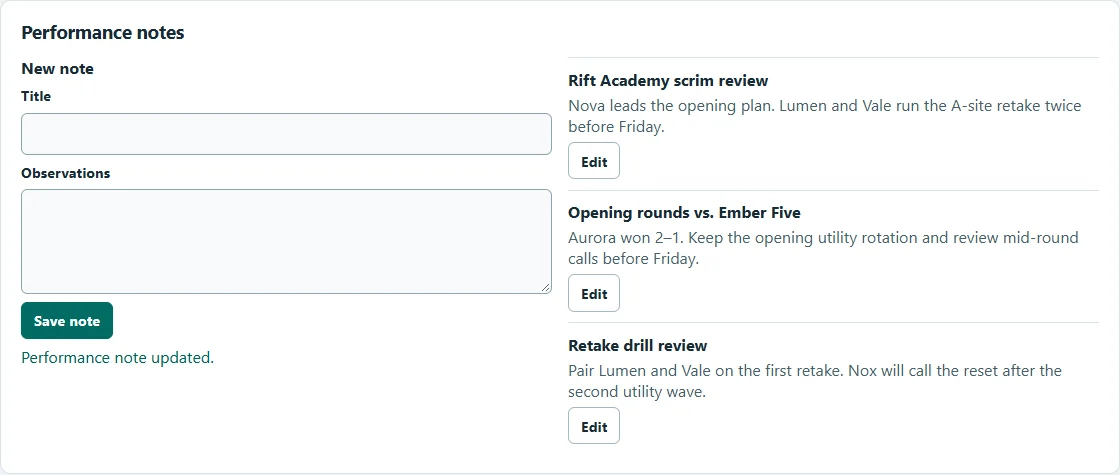 Performance notes
New note
Title
Observations
Save note
Performance note updated.
Rift Academy scrim review
Nova leads the opening plan. Lumen and Vale run the A-site retake twice
before Friday.
Edit
Opening rounds vs. Ember Five
Aurora won 2–1. Keep the opening utility rotation and review mid-round
calls before Friday.
Edit
Retake drill review
Pair Lumen and Vale on the first retake. Nox will call the reset after the
second utility wave.
Edit